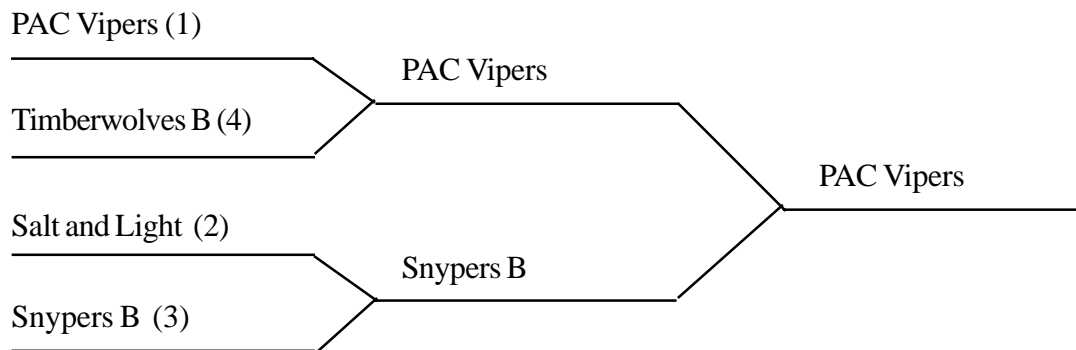 PAC Vipers (1)
PAC Vipers
Timberwolves B (4)
PAC Vipers
Salt and Light (2)
Snypers B
Snypers B (3)